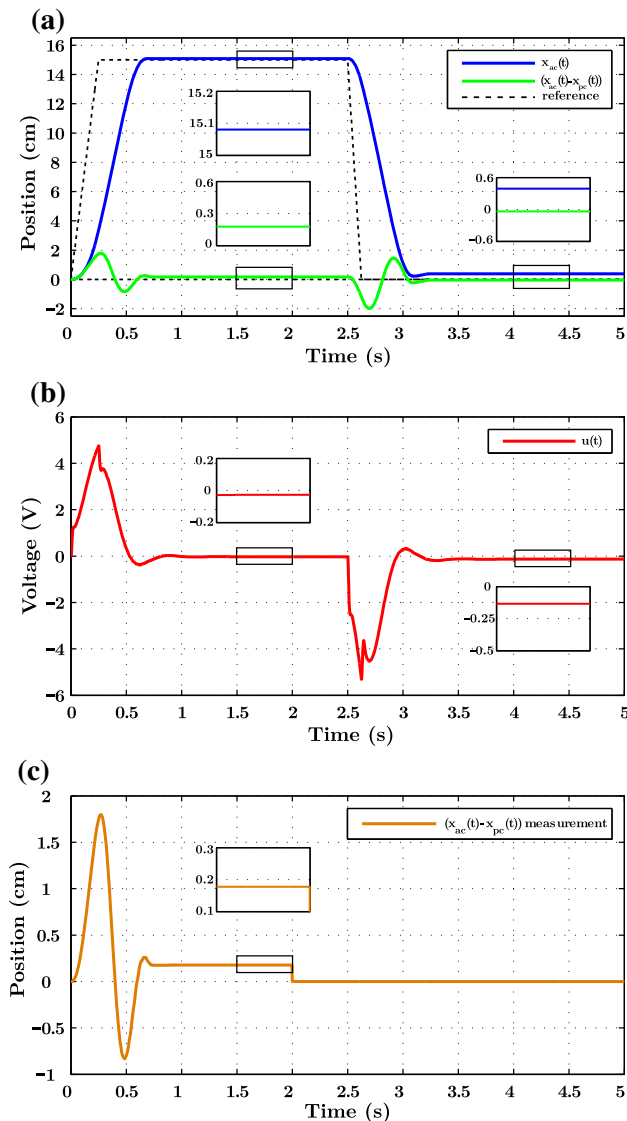 (a)
16
14
12
10
8
6
4
2
0
−2
Position (cm)
x_ac(t)
(x_ac(t)-x_pc(t))
reference
15.2
15.1
15
0.6
0.3
0
0.6
0
−0.6
0 0.5 1 1.5 2 2.5 3 3.5 4 4.5 5
Time (s)
(b)
6
4
2
0
−2
−4
−6
Voltage (V)
u(t)
0.2
0
−0.2
0
−0.25
−0.5
0 0.5 1 1.5 2 2.5 3 3.5 4 4.5 5
Time (s)
(c)
2
1.5
1
0.5
0
−0.5
−1
Position (cm)
(x_ac(t)-x_pc(t)) measurement
0.3
0.2
0.1
0 0.5 1 1.5 2 2.5 3 3.5 4 4.5 5
Time (s)